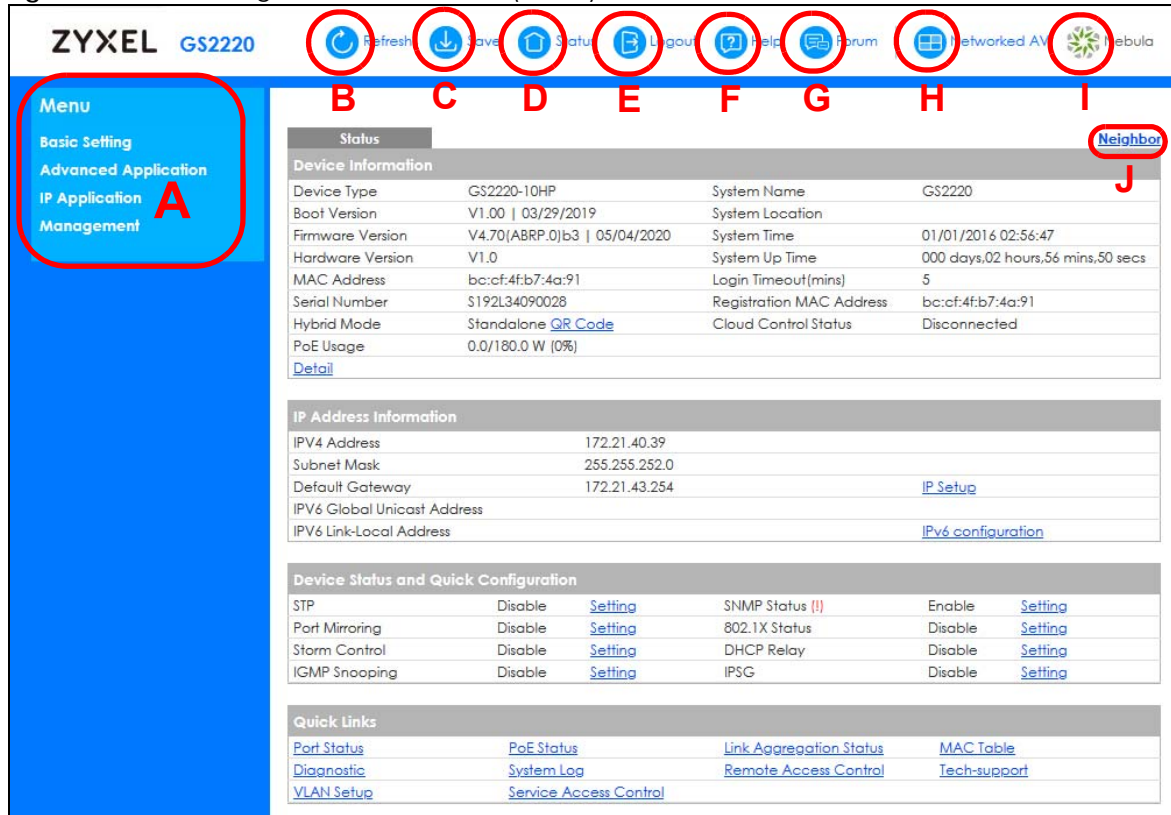 ZYXEL GS2220
Refresh Save Status Logout Help Forum Networked AV Nebula
B C D E F G H I
Menu
Basic Setting
Advanced Application
IP Application
Management
A
Status Neighbor
J
Device Information
Device Type GS2220-10HP System Name GS2220
Boot Version V1.00 | 03/29/2019 System Location
Firmware Version V4.70(ABRP.0)b3 | 05/04/2020 System Time 01/01/2016 02:56:47
Hardware Version V1.0 System Up Time 000 days,02 hours,56 mins,50 secs
MAC Address bc:cf:4f:b7:4a:91 Login Timeout(mins) 5
Serial Number S192L34090028 Registration MAC Address bc:cf:4f:b7:4a:91
Hybrid Mode Standalone QR Code Cloud Control Status Disconnected
PoE Usage 0.0/180.0 W (0%)
Detail
IP Address Information
IPV4 Address 172.21.40.39
Subnet Mask 255.255.252.0
Default Gateway 172.21.43.254 IP Setup
IPV6 Global Unicast Address
IPV6 Link-Local Address IPv6 configuration
Device Status and Quick Configuration
STP Disable Setting SNMP Status (!) Enable Setting
Port Mirroring Disable Setting 802.1X Status Disable Setting
Storm Control Disable Setting DHCP Relay Disable Setting
IGMP Snooping Disable Setting IPSG Disable Setting
Quick Links
Port Status PoE Status Link Aggregation Status MAC Table
Diagnostic System Log Remote Access Control Tech-support
VLAN Setup Service Access Control